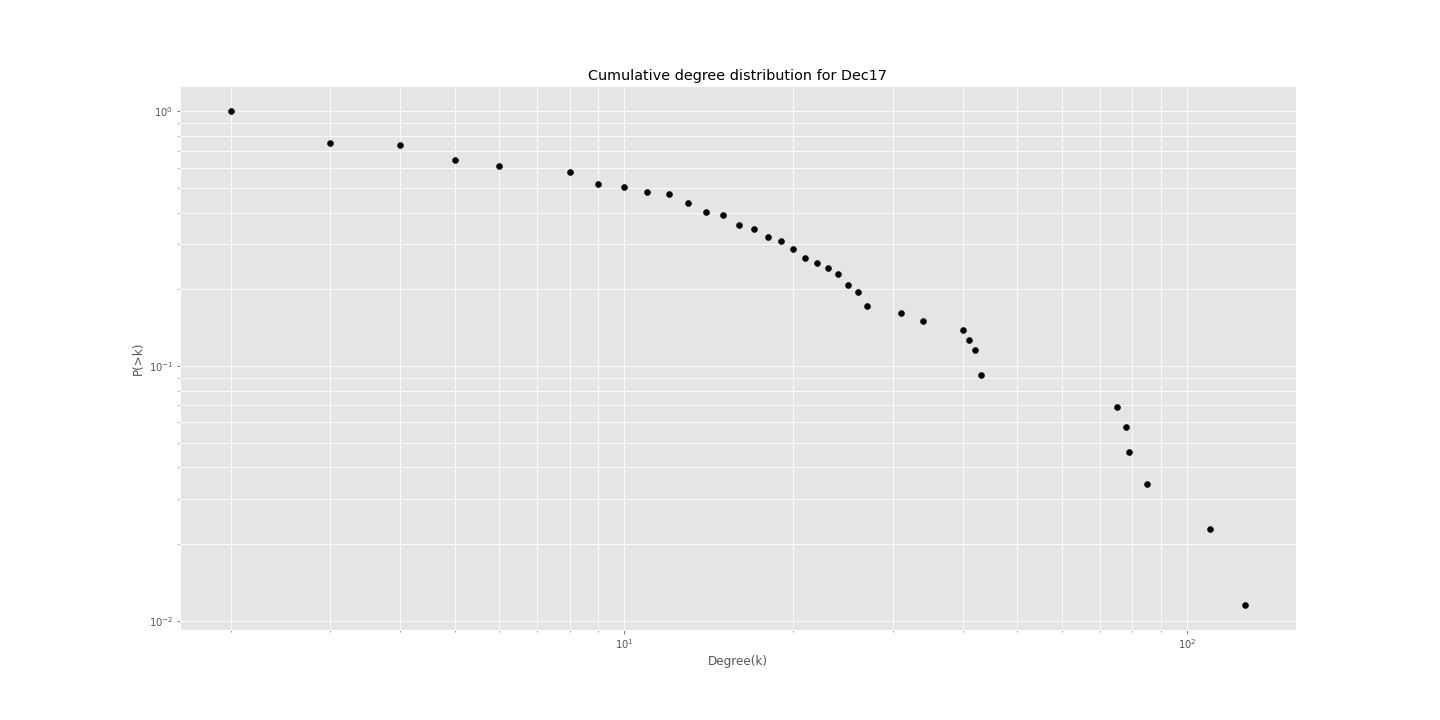 Cumulative degree distribution for Dec17
10⁰
10⁻¹
10⁻²
P(>k)
10¹
10²
Degree(k)